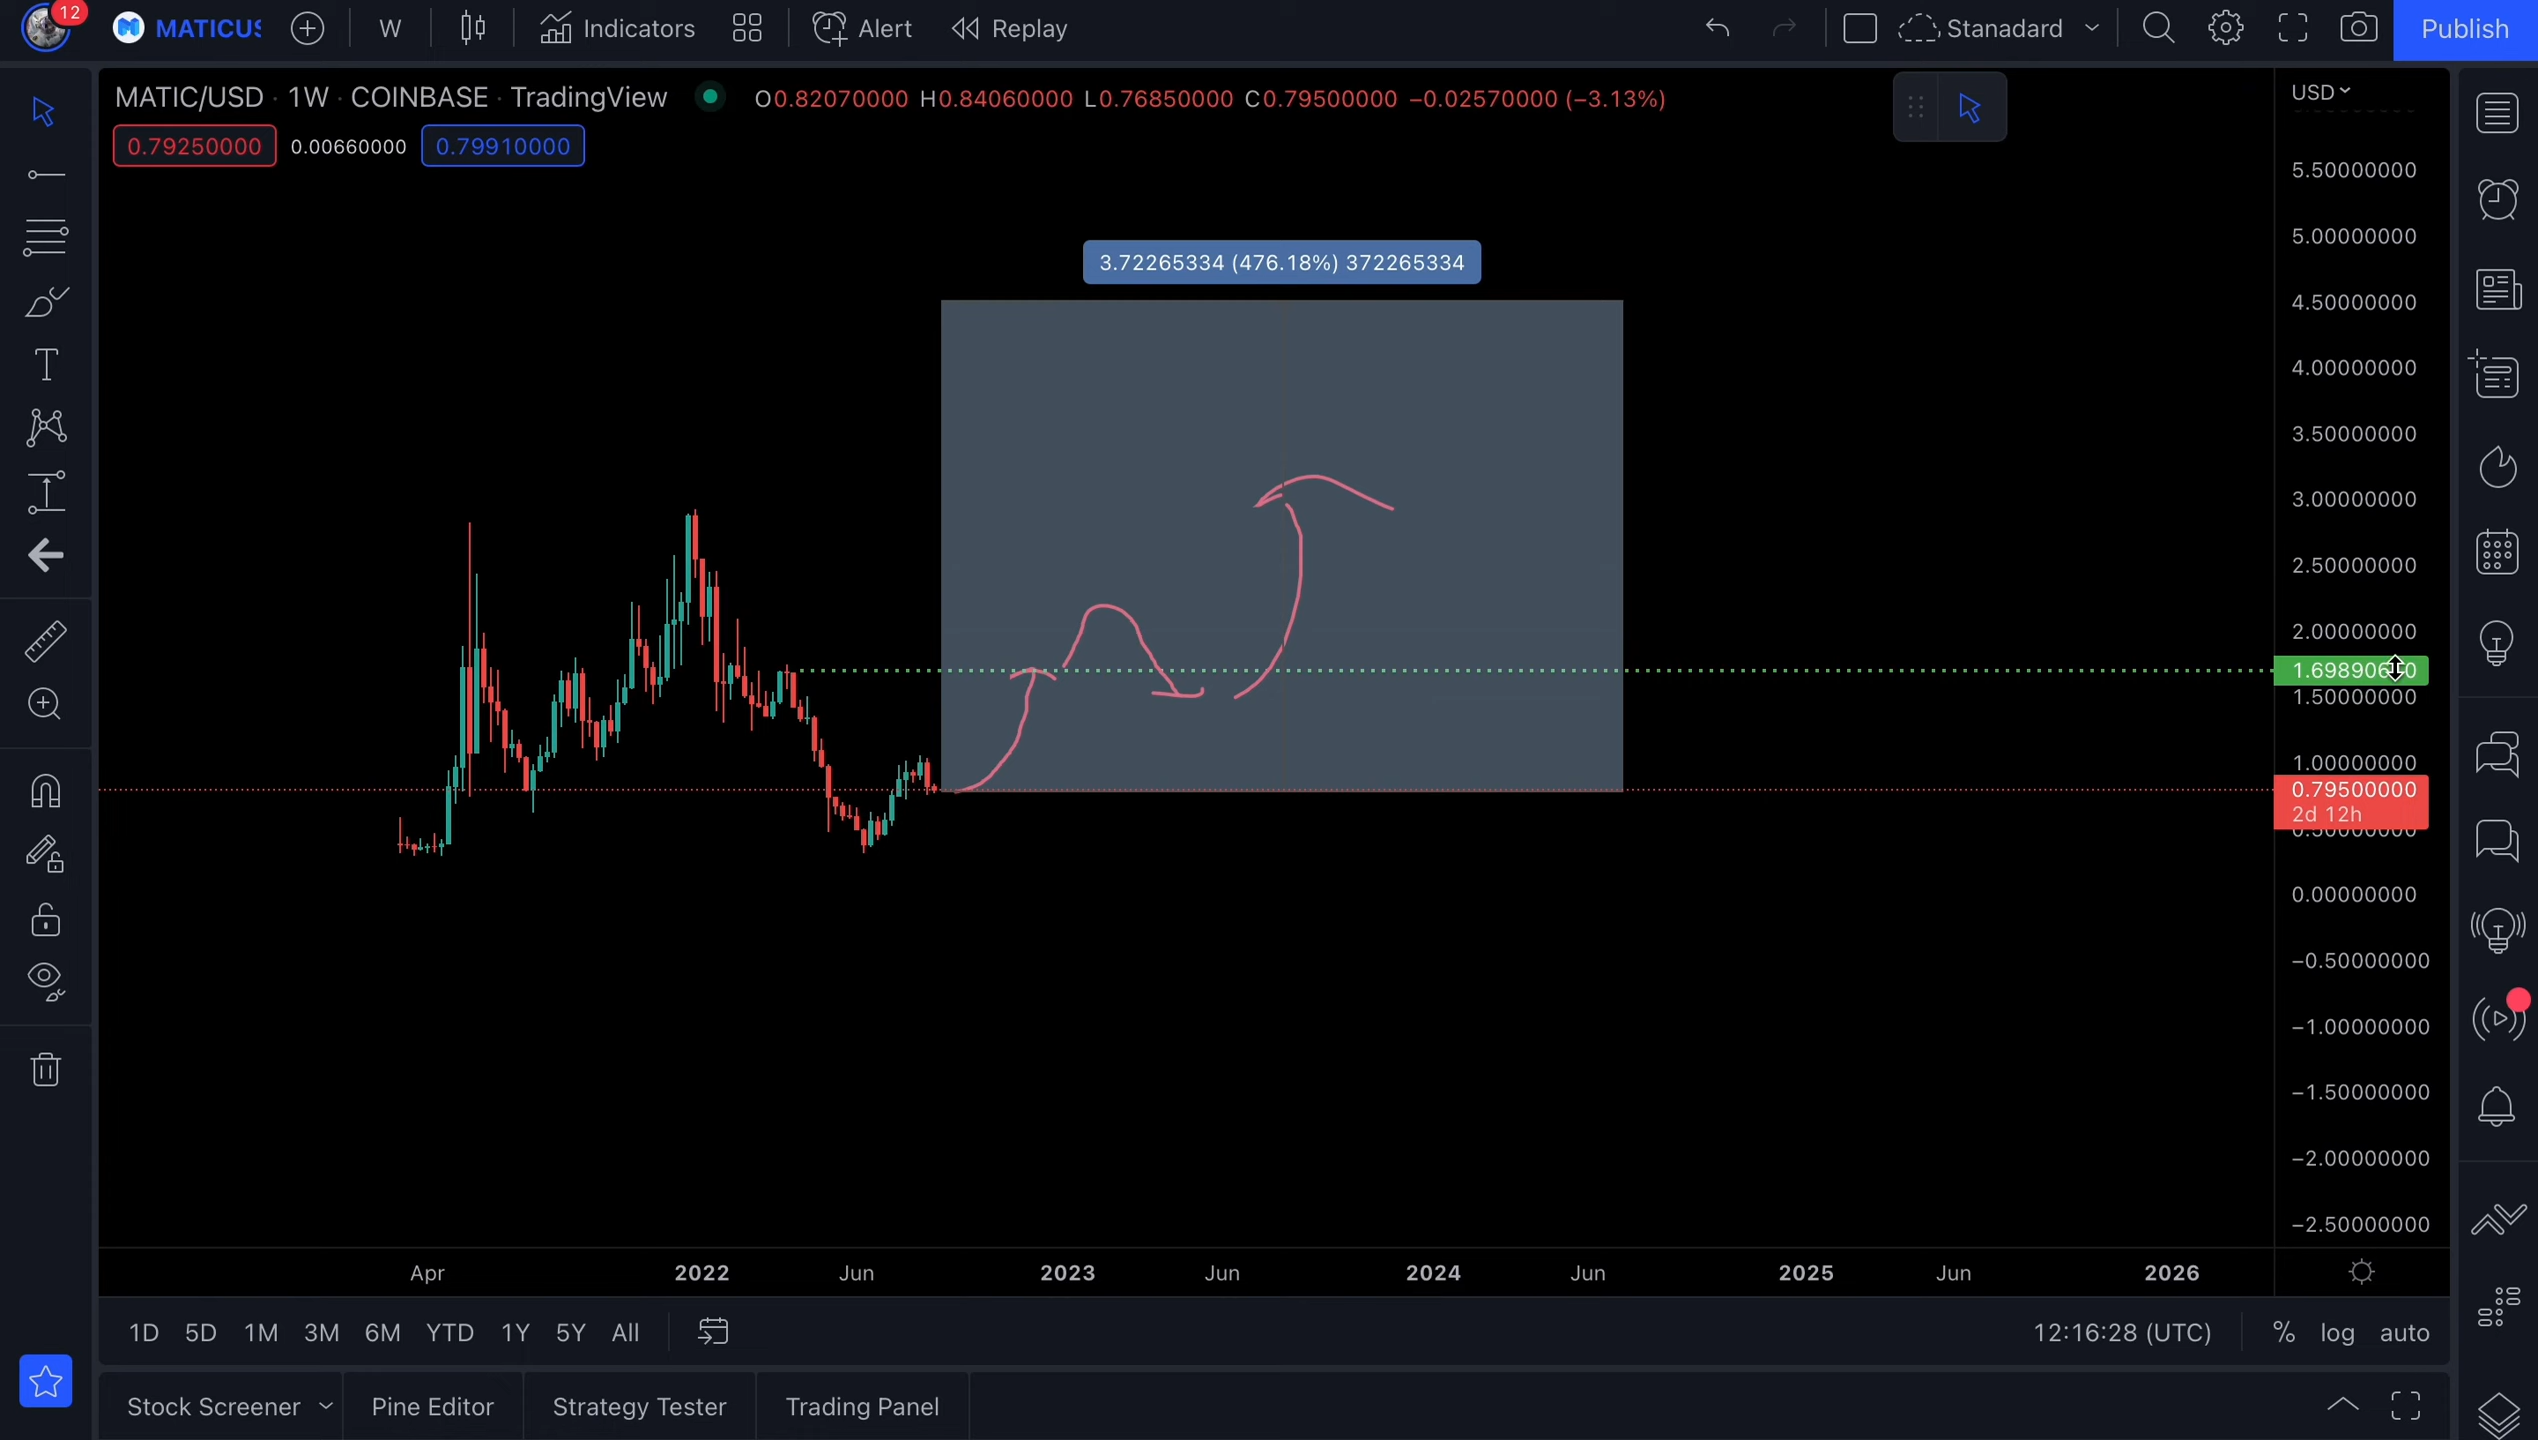 12
MATICUS
W
Indicators
Alert
Replay
Stanadard
Publish
MATIC/USD · 1W · COINBASE · TradingView
O0.82070000 H0.84060000 L0.76850000 C0.79500000 −0.02570000 (−3.13%)
0.79250000
0.00660000
0.79910000
USD
3.72265334 (476.18%) 372265334
5.50000000
5.00000000
4.50000000
4.00000000
3.50000000
3.00000000
2.50000000
2.00000000
1.50000000
1.00000000
0.79500000
2d 12h
0.50000000
0.00000000
−0.50000000
−1.00000000
−1.50000000
−2.00000000
−2.50000000
Apr
2022
Jun
2023
Jun
2024
Jun
2025
Jun
2026
1D
5D
1M
3M
6M
YTD
1Y
5Y
All
12:16:28 (UTC)
%
log
auto
Stock Screener
Pine Editor
Strategy Tester
Trading Panel